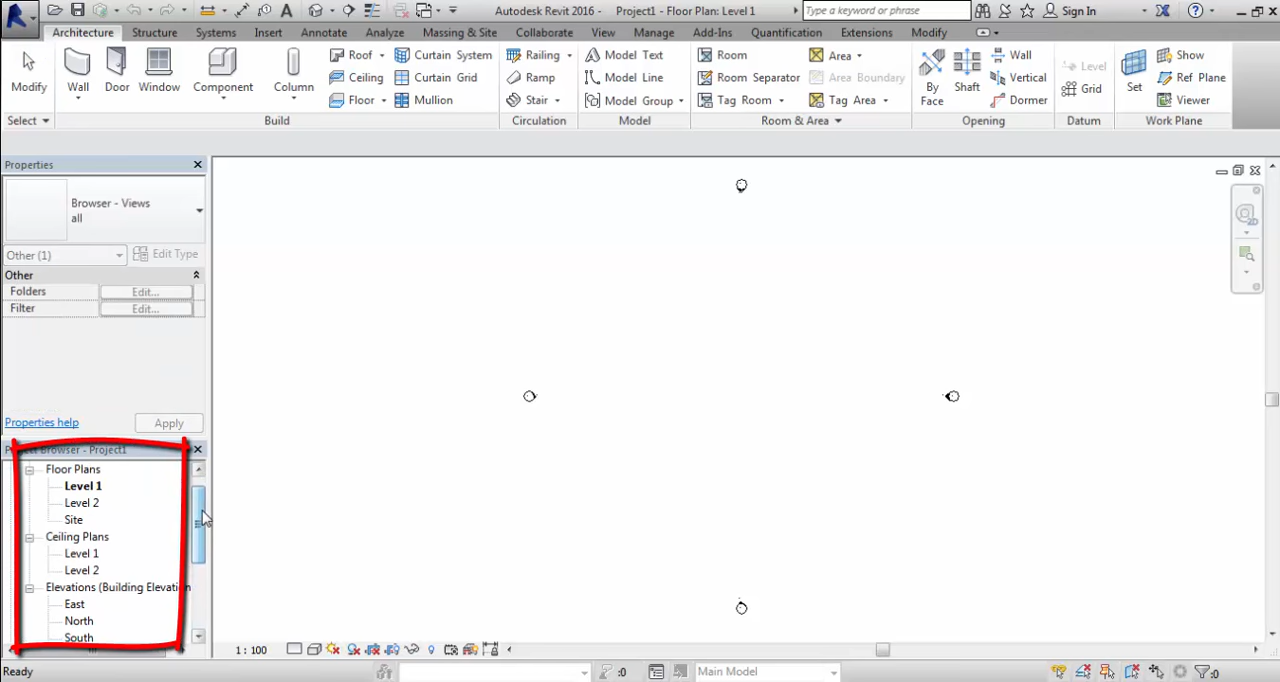 Autodesk Revit 2016 - Project1 - Floor Plan: Level 1
Type a keyword or phrase
Sign In
Architecture Structure Systems Insert Annotate Analyze Massing & Site Collaborate View Manage Add-Ins Quantification Extensions Modify
Modify
Wall
Door
Window
Component
Column
Roof
Ceiling
Floor
Curtain System
Curtain Grid
Mullion
Railing
Ramp
Stair
Model Text
Model Line
Model Group
Room
Room Separator
Tag Room
Area
Area Boundary
Tag Area
By
Face
Shaft
Wall
Vertical
Dormer
Level
Grid
Set
Show
Ref Plane
Viewer
Select
Build
Circulation
Model
Room & Area
Opening
Datum
Work Plane
Properties
Browser - Views
all
Other (1)
Edit Type
Other
Folders Edit...
Filter Edit...
Properties help
Apply
Browser - Project1
Floor Plans
Level 1
Level 2
Site
Ceiling Plans
Level 1
Level 2
Elevations (Building Elevation
East
North
South
1 : 100
Ready
:0
Main Model
:0